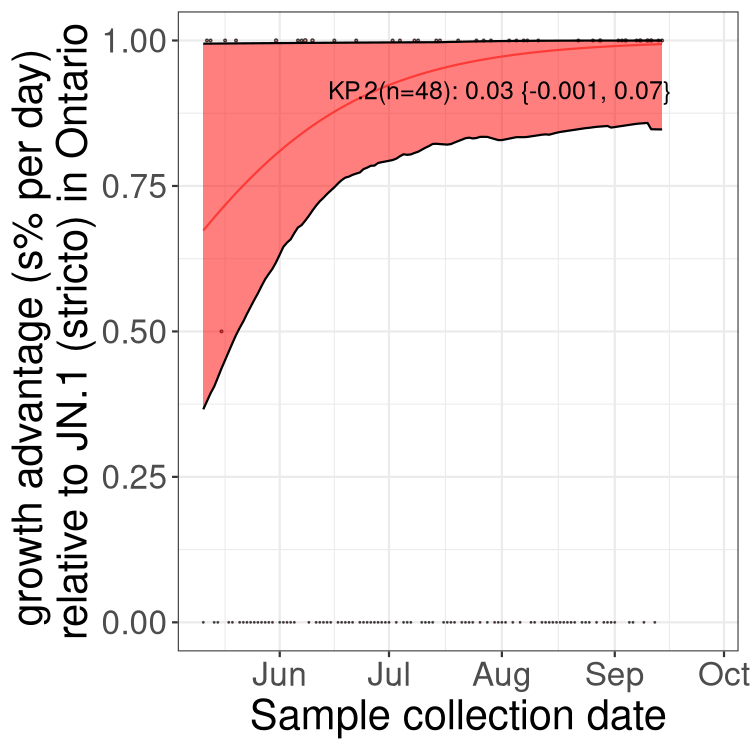 growth advantage (s% per day)
relative to JN.1 (stricto) in Ontario
1.00
0.75
0.50
0.25
0.00
KP.2(n=48): 0.03 {-0.001, 0.07}
Jun Jul Aug Sep Oct
Sample collection date